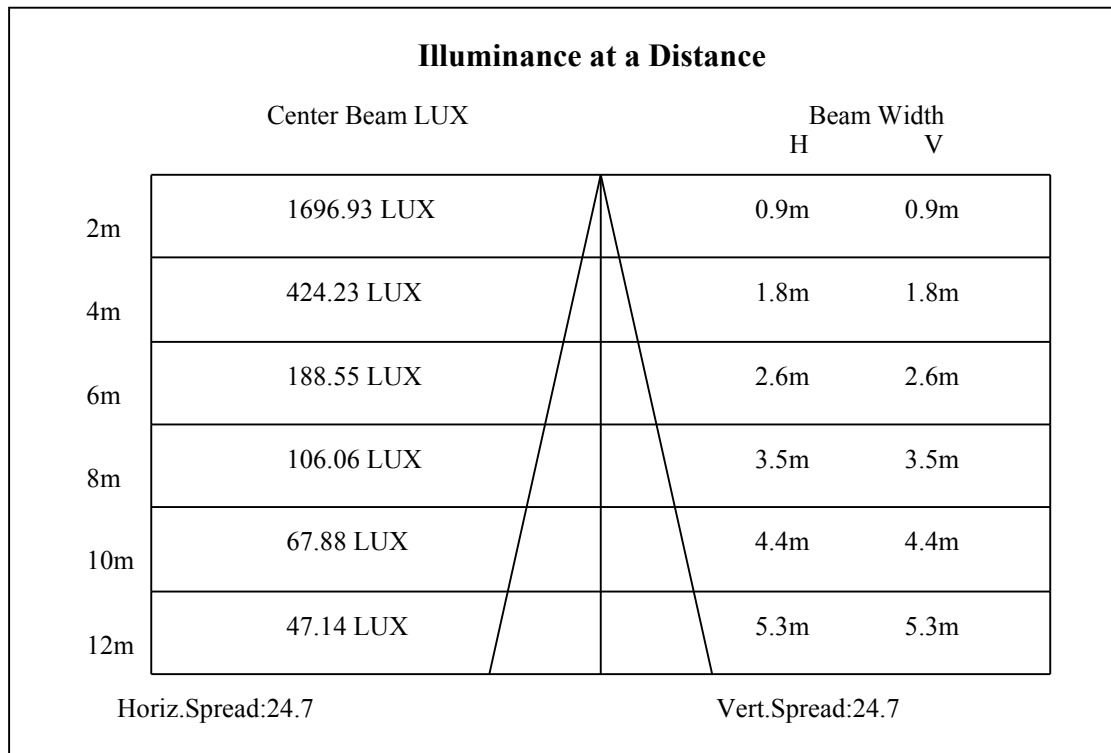 Illuminance at a Distance
Center Beam LUX Beam Width
H V
2m 1696.93 LUX 0.9m 0.9m
4m 424.23 LUX 1.8m 1.8m
6m 188.55 LUX 2.6m 2.6m
8m 106.06 LUX 3.5m 3.5m
10m 67.88 LUX 4.4m 4.4m
12m 47.14 LUX 5.3m 5.3m
Horiz.Spread:24.7 Vert.Spread:24.7